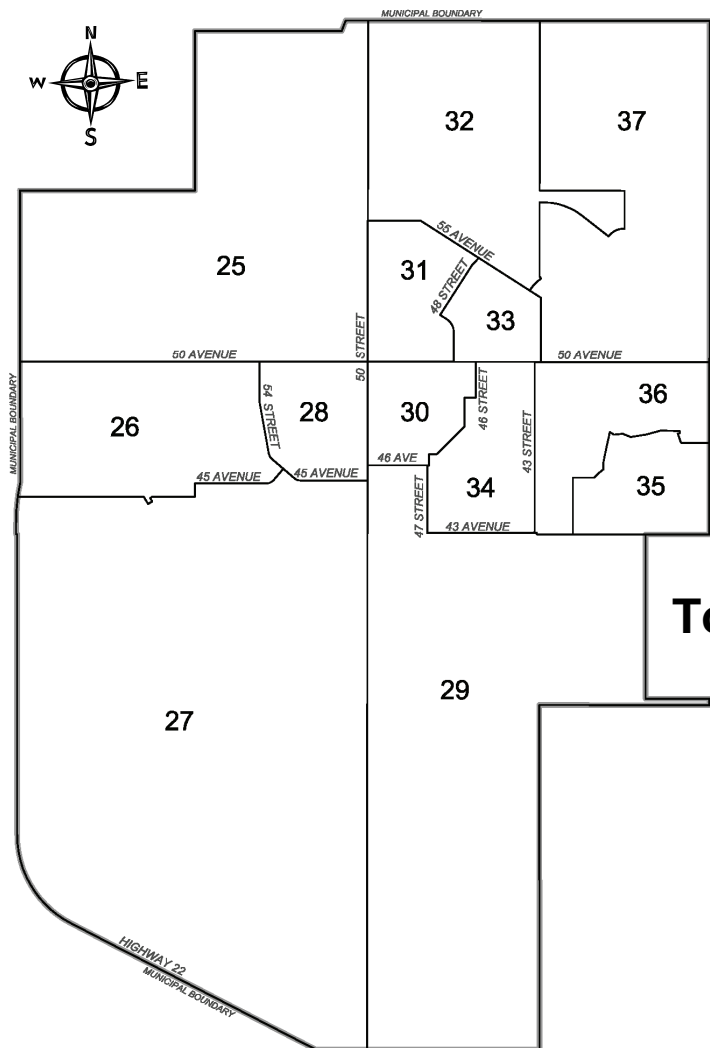 MUNICIPAL BOUNDARY
N
W
E
S
32
37
25
55 AVENUE
31
48 STREET
33
50 STREET
50 AVENUE
50 AVENUE
MUNICIPAL BOUNDARY
26
54 STREET
28
30
46 STREET
43 STREET
36
46 AVE
45 AVENUE
45 AVENUE
34
35
47 STREET
43 AVENUE
29
27
HIGHWAY 22
MUNICIPAL BOUNDARY